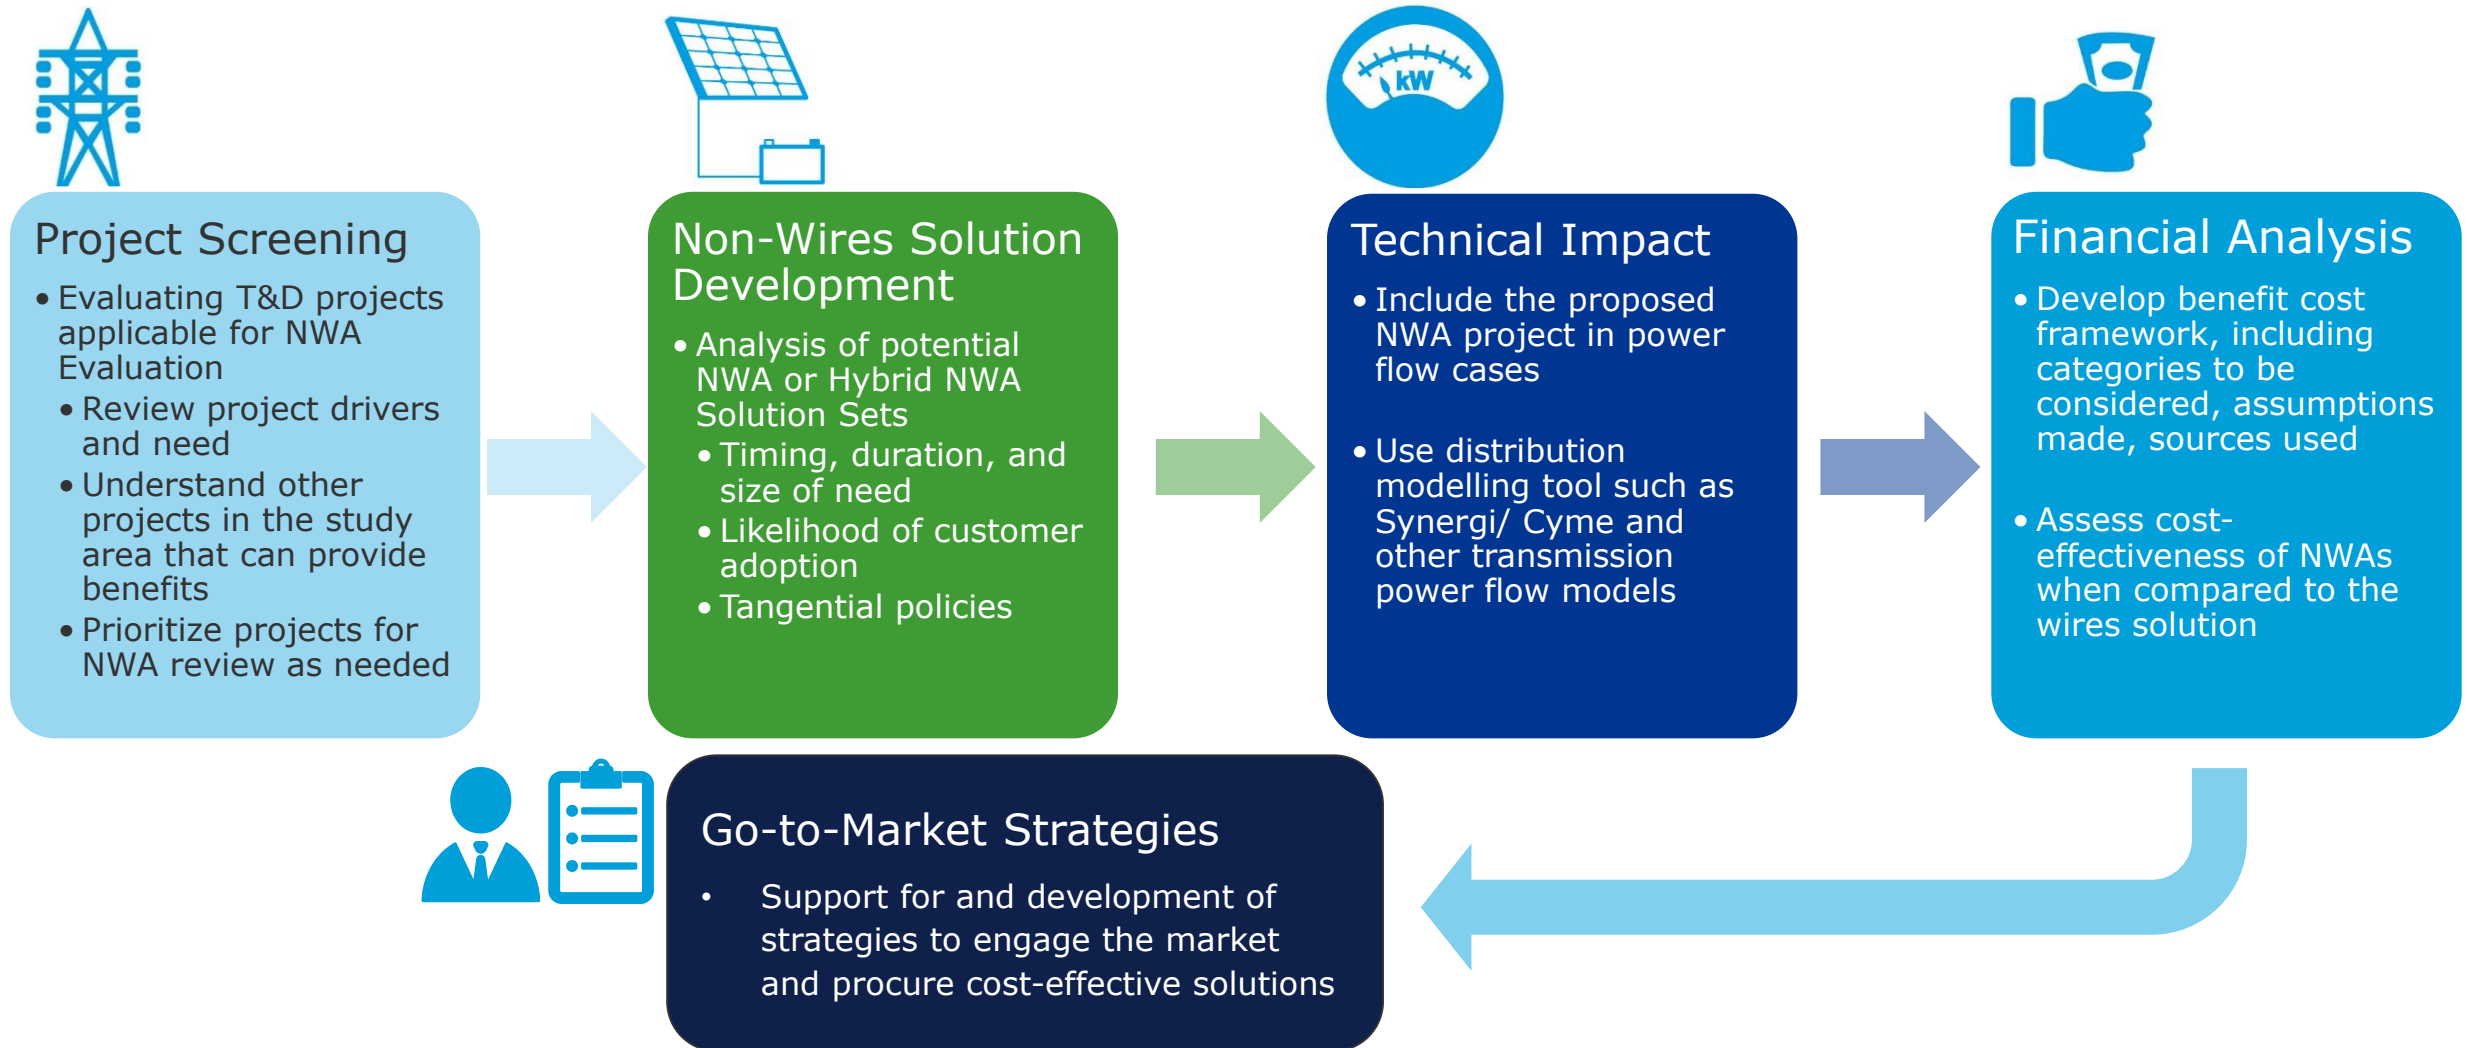 kW
Project Screening
• Evaluating T&D projects
applicable for NWA
Evaluation
• Review project drivers
and need
• Understand other
projects in the study
area that can provide
benefits
• Prioritize projects for
NWA review as needed
Non-Wires Solution
Development
• Analysis of potential
NWA or Hybrid NWA
Solution Sets
• Timing, duration, and
size of need
• Likelihood of customer
adoption
• Tangential policies
Technical Impact
• Include the proposed
NWA project in power
flow cases
• Use distribution
modelling tool such as
Synergi/ Cyme and
other transmission
power flow models
Financial Analysis
• Develop benefit cost
framework, including
categories to be
considered, assumptions
made, sources used
• Assess cost-
effectiveness of NWAs
when compared to the
wires solution
Go-to-Market Strategies
• Support for and development of
strategies to engage the market
and procure cost-effective solutions